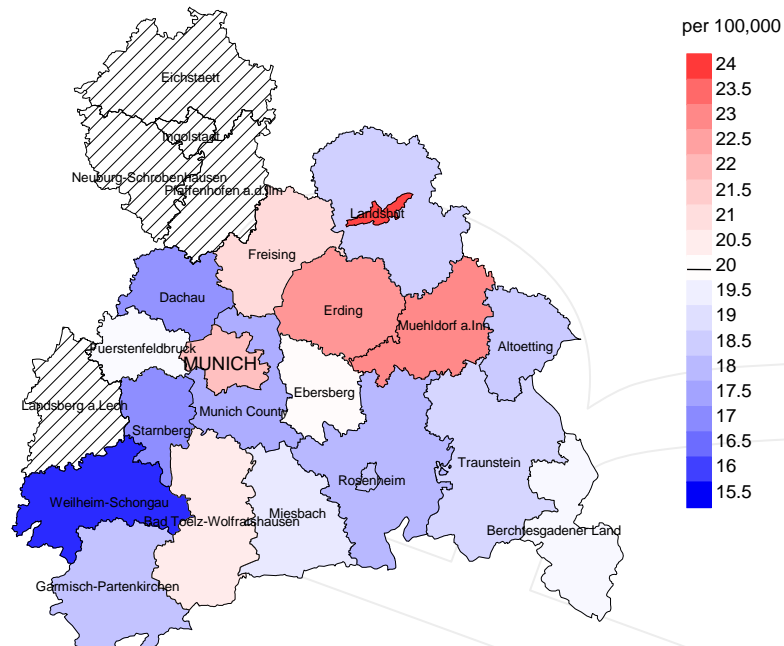 per 100,000
24
23.5
23
22.5
22
21.5
21
20.5
20
19.5
19
18.5
18
17.5
17
16.5
16
15.5
Eichstaett
Ingolstadt
Neuburg-Schrobenhausen
Pfaffenhofen a.d.Ilm
Landshut
Freising
Dachau
Erding
Muehldorf a.Inn
Altoetting
Fuerstenfeldbruck
MUNICH
Ebersberg
Landsberg a.Lech
Munich County
Starnberg
Traunstein
Rosenheim
Weilheim-Schongau
Miesbach
Bad Toelz-Wolfratshausen
Berchtesgadener Land
Garmisch-Partenkirchen